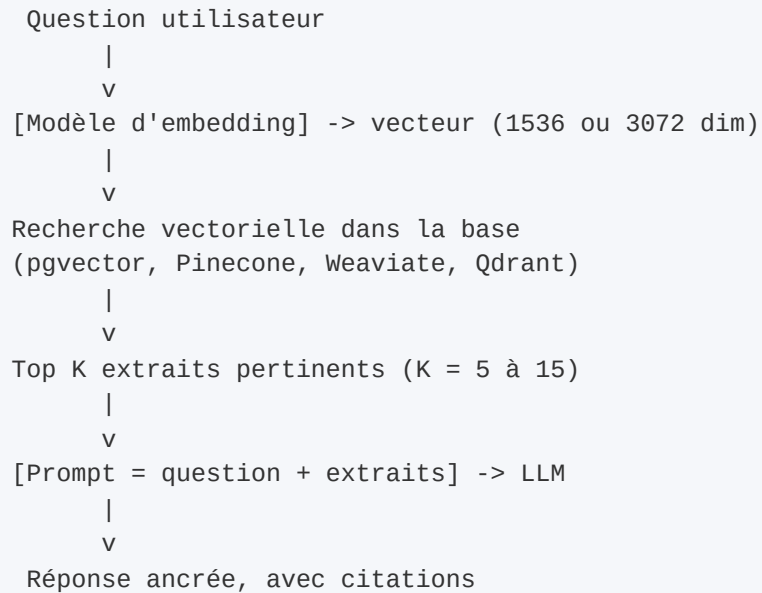 Question utilisateur
|
v
[Modèle d'embedding] -> vecteur (1536 ou 3072 dim)
|
v
Recherche vectorielle dans la base
(pgvector, Pinecone, Weaviate, Qdrant)
|
v
Top K extraits pertinents (K = 5 à 15)
|
v
[Prompt = question + extraits] -> LLM
|
v
Réponse ancrée, avec citations